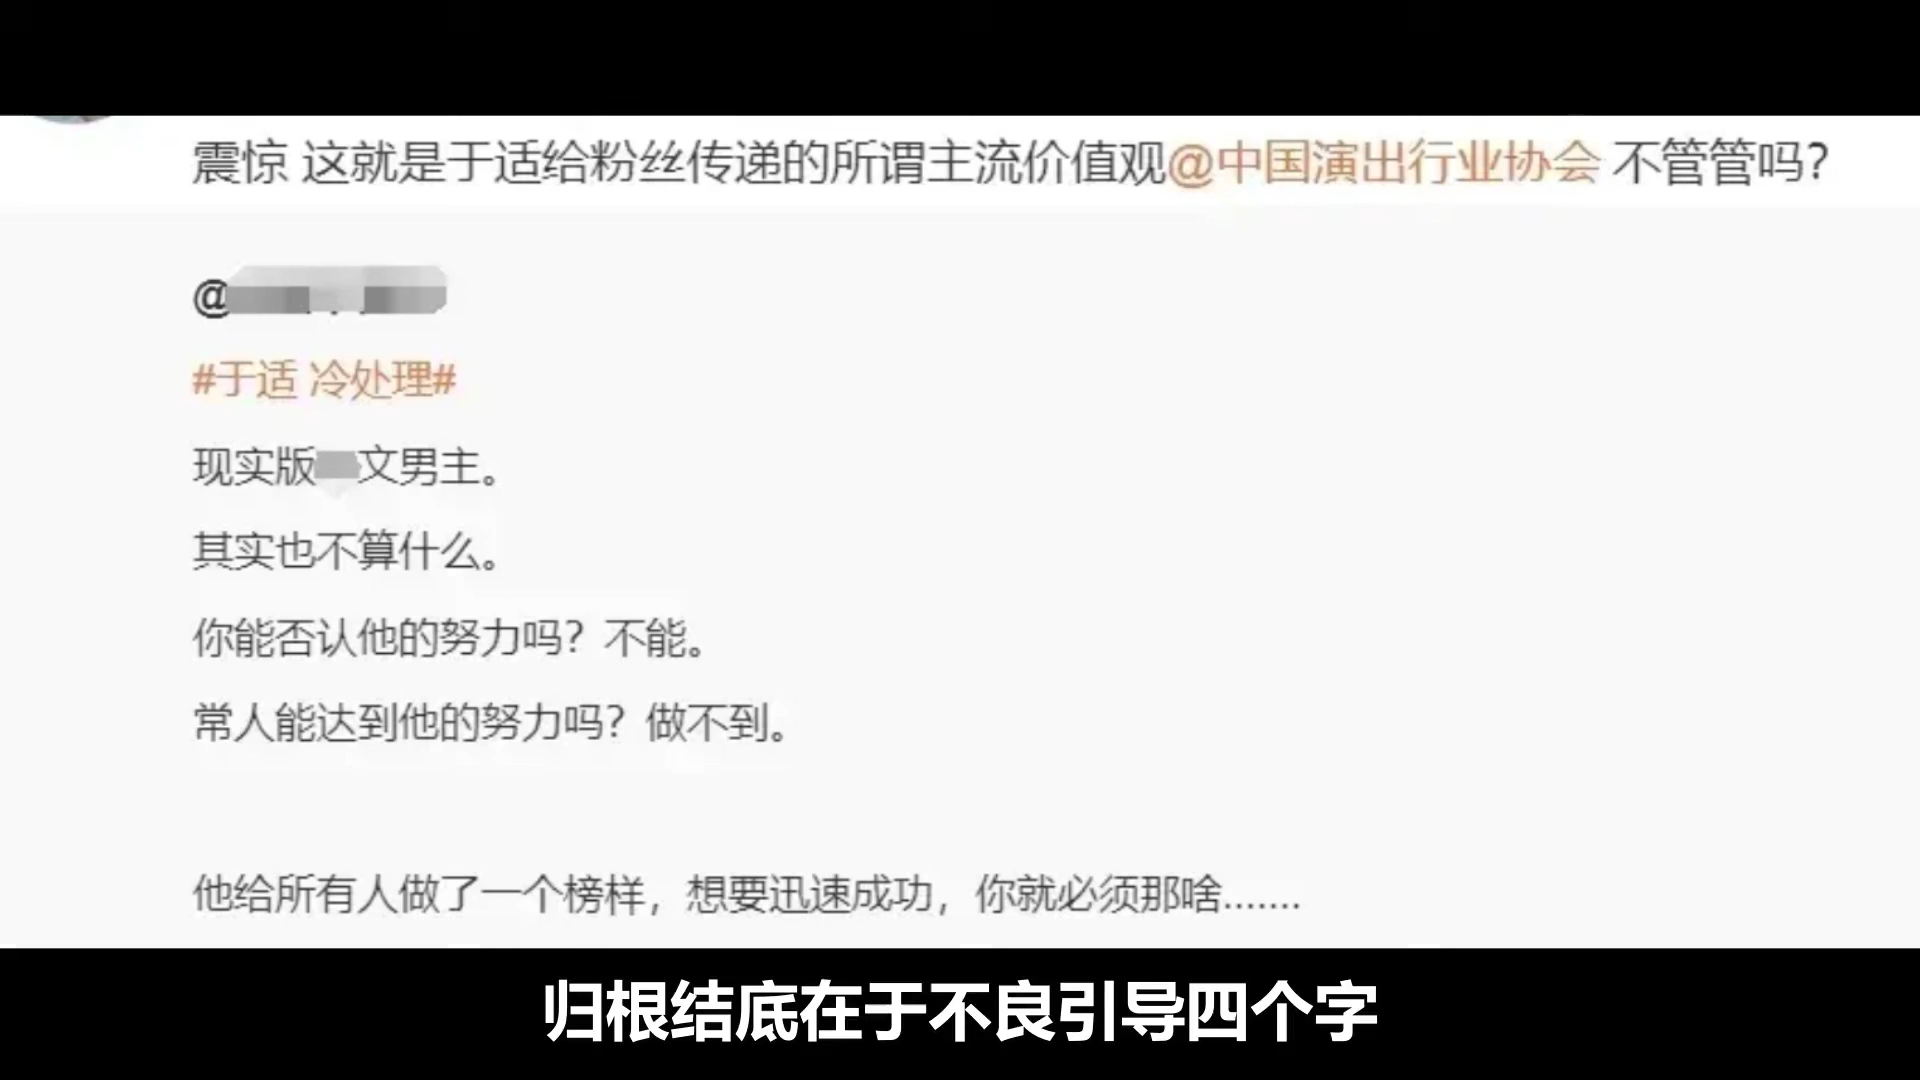 震惊 这就是于适给粉丝传递的所谓主流价值观@中国演出行业协会 不管管吗？
@
#于适 冷处理#
现实版 文男主。
其实也不算什么。
你能否认他的努力吗？不能。
常人能达到他的努力吗？做不到。
他给所有人做了一个榜样，想要迅速成功，你就必须那啥.......
归根结底在于不良引导四个字